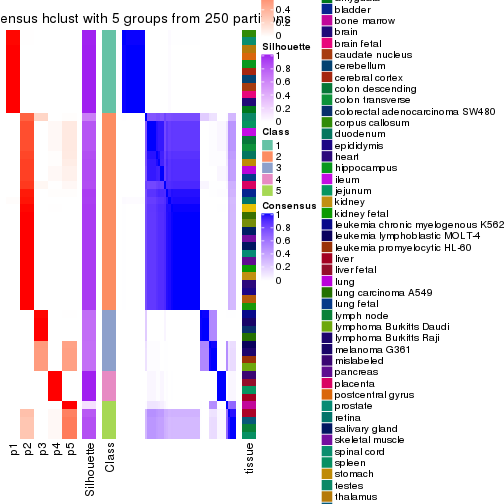 ensus hclust with 5 groups from 250 partitions
0.4
0.2
0
Silhouette
1
0.8
0.6
0.4
0.2
0
Class
1
2
3
4
5
Consensus
1
0.8
0.6
0.4
0.2
0
bladder
bone marrow
brain
brain fetal
caudate nucleus
cerebellum
cerebral cortex
colon descending
colon transverse
colorectal adenocarcinoma SW480
corpus callosum
duodenum
epididymis
heart
hippocampus
ileum
jejunum
kidney
kidney fetal
leukemia chronic myelogenous K562
leukemia lymphoblastic MOLT-4
leukemia promyelocytic HL-60
liver
liver fetal
lung
lung carcinoma A549
lung fetal
lymph node
lymphoma Burkitts Daudi
lymphoma Burkitts Raji
melanoma G361
mislabeled
pancreas
placenta
postcentral gyrus
prostate
retina
salivary gland
skeletal muscle
spinal cord
spleen
stomach
testes
thalamus
p1
p2
p3
p4
p5
Silhouette
Class
tissue